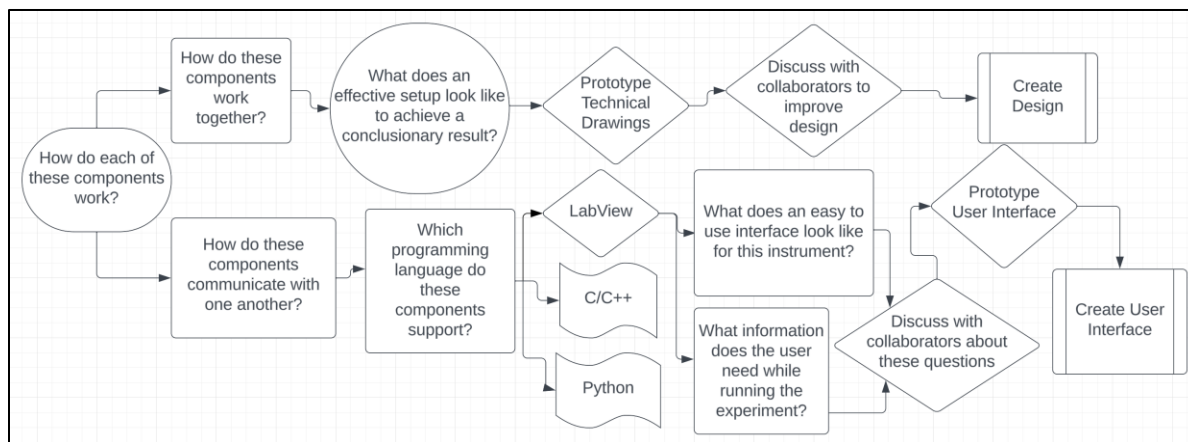 How do each of
these components
work?
How do these
components
work
together?
What does an
effective setup look like
to achieve a
conclusionary result?
Prototype
Technical
Drawings
Discuss with
collaborators to
improve
design
Create
Design
How do these
components
communicate with
one another?
Which
programming
language do
these
components
support?
LabView
C/C++
Python
What does an easy to
use interface look like
for this instrument?
What information
does the user
need while
running the
experiment?
Discuss with
collaborators about
these questions
Prototype
User Interface
Create User
Interface